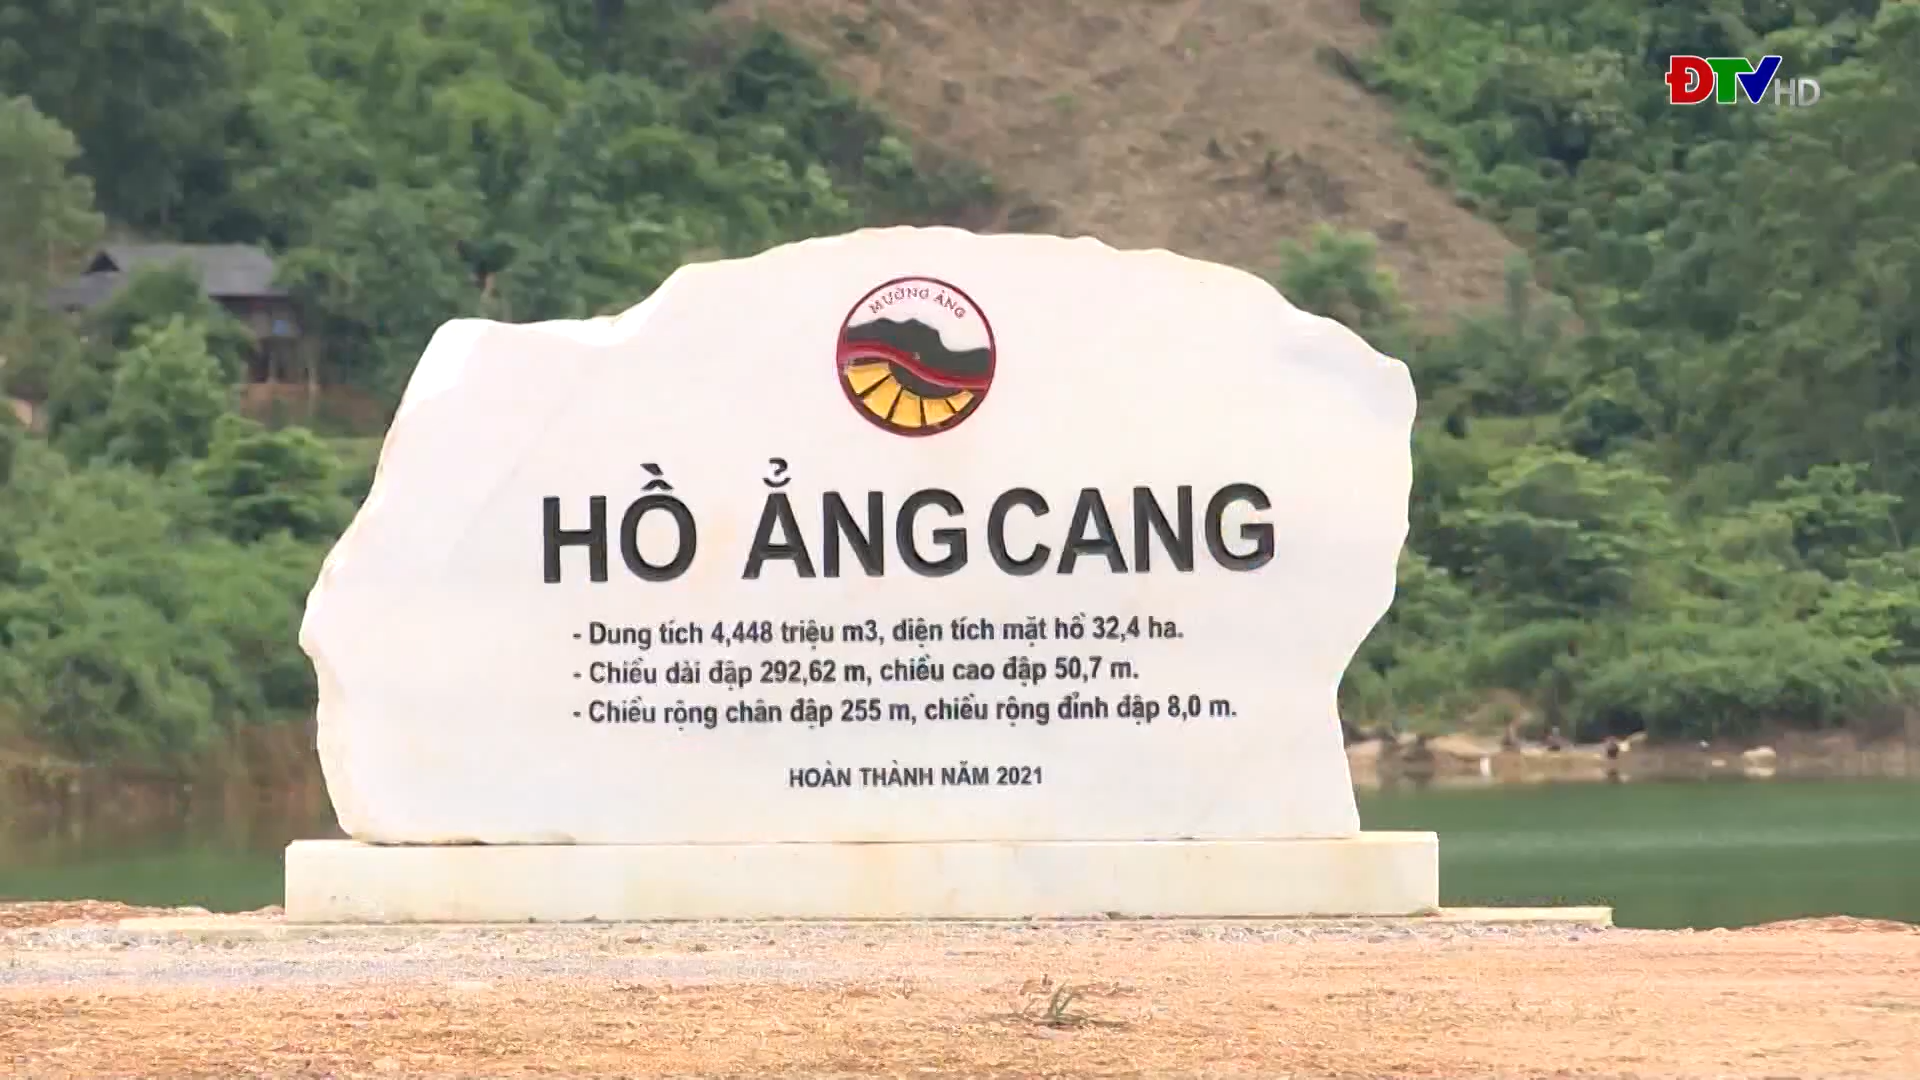 ĐTV HD
MƯỜNG ẢNG
HỒ ẲNG CANG
- Dung tích 4,448 triệu m3, diện tích mặt hồ 32,4 ha.
- Chiều dài đập 292,62 m, chiều cao đập 50,7 m.
- Chiều rộng chân đập 255 m, chiều rộng đỉnh đập 8,0 m.
HOÀN THÀNH NĂM 2021